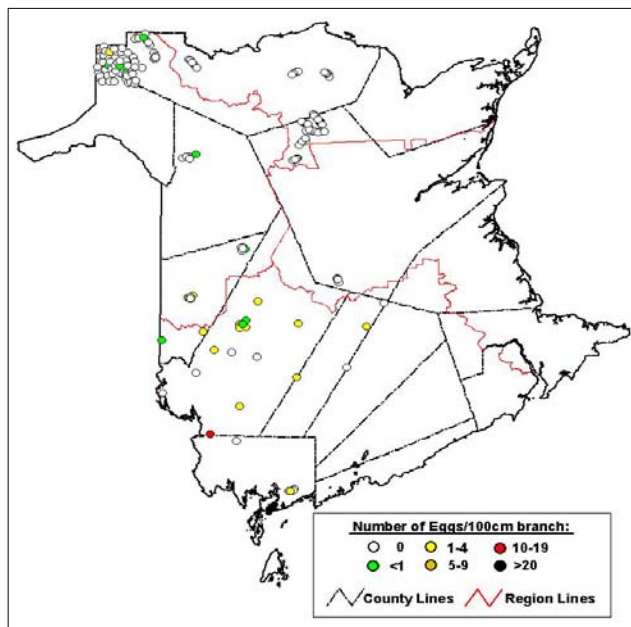 Number of Eggs/100cm branch:
0 1-4 10-19
<1 5-9 >20
County Lines Region Lines